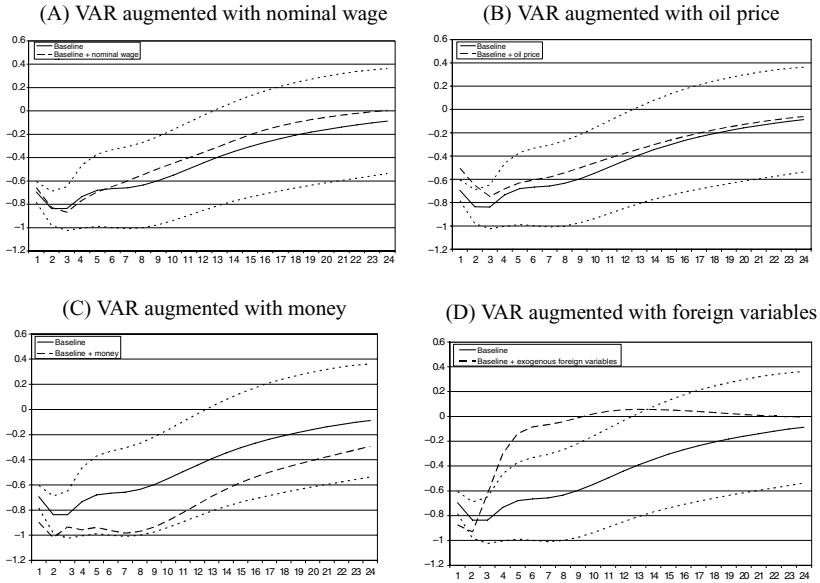 (A) VAR augmented with nominal wage
0.6
0.4
0.2
0
−0.2
−0.4
−0.6
−0.8
−1
−1.2
Baseline
Baseline + nominal wage
1 2 3 4 5 6 7 8 9 10 11 12 13 14 15 16 17 18 19 20 21 22 23 24
(B) VAR augmented with oil price
0.6
0.4
0.2
0
−0.2
−0.4
−0.6
−0.8
−1
−1.2
Baseline
Baseline + oil price
1 2 3 4 5 6 7 8 9 10 11 12 13 14 15 16 17 18 19 20 21 22 23 24
(C) VAR augmented with money
0.6
0.4
0.2
0
−0.2
−0.4
−0.6
−0.8
−1
−1.2
Baseline
Baseline + money
1 2 3 4 5 6 7 8 9 10 11 12 13 14 15 16 17 18 19 20 21 22 23 24
(D) VAR augmented with foreign variables
0.6
0.4
0.2
0
−0.2
−0.4
−0.6
−0.8
−1
−1.2
Baseline
Baseline + exogenous foreign variables
1 2 3 4 5 6 7 8 9 10 11 12 13 14 15 16 17 18 19 20 21 22 23 24